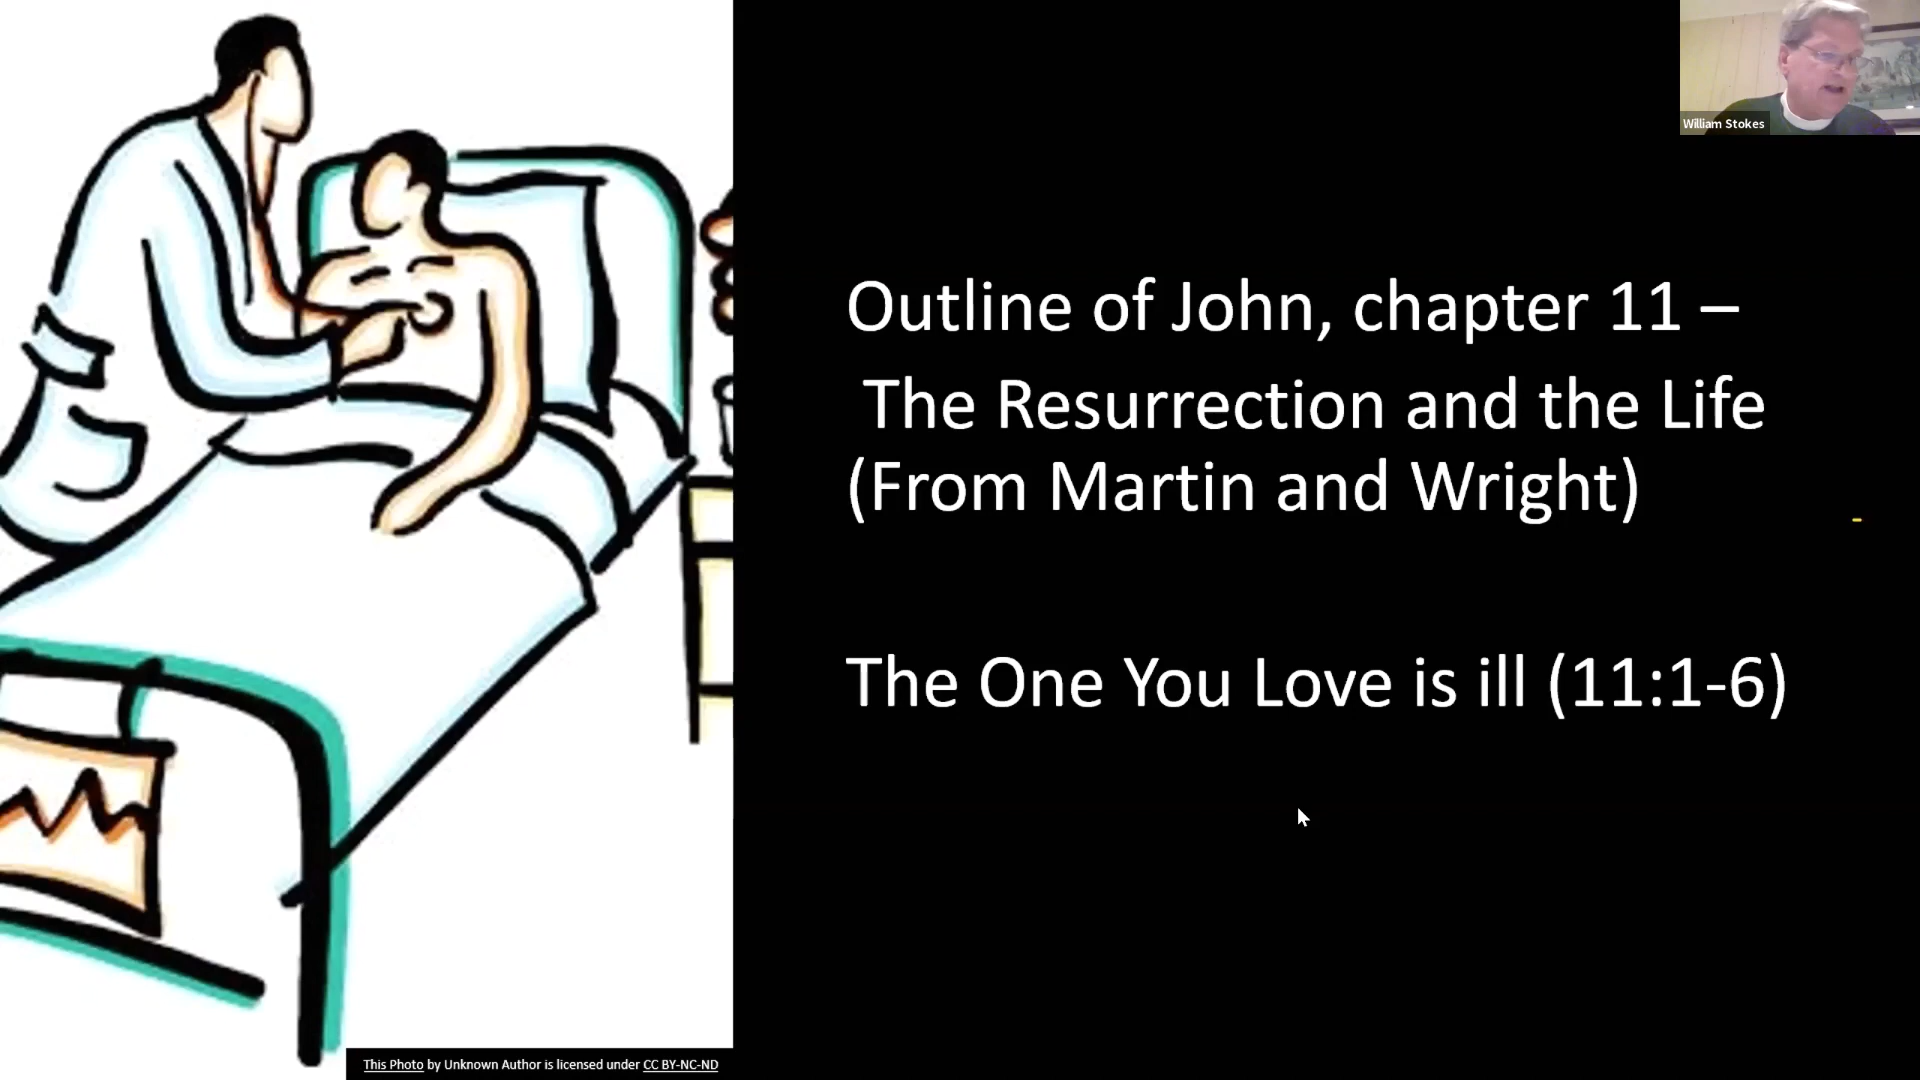 William Stokes
Outline of John, chapter 11 –
The Resurrection and the Life
(From Martin and Wright)
The One You Love is ill (11:1-6)
This Photo by Unknown Author is licensed under CC BY-NC-ND